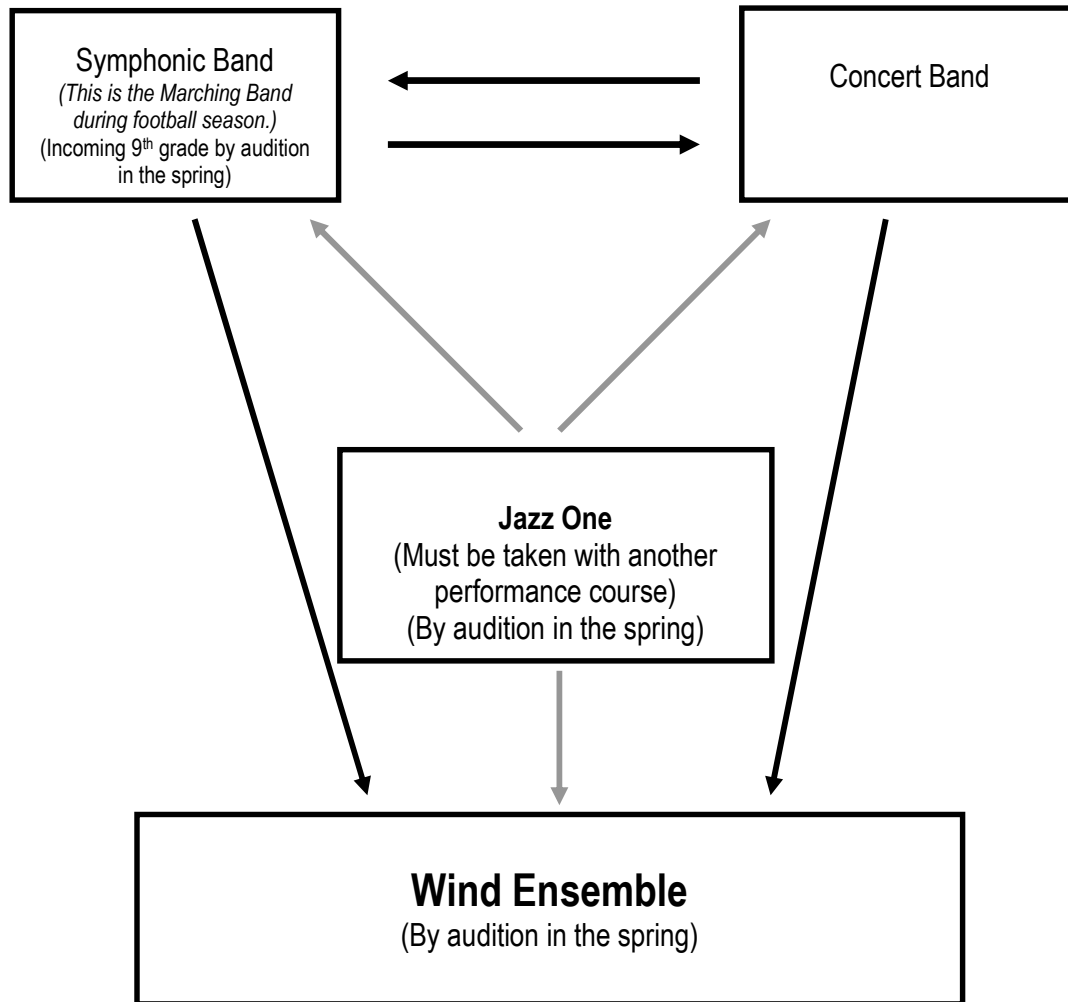 Symphonic Band
(This is the Marching Band
during football season.)
(Incoming 9th grade by audition
in the spring)
Concert Band
Jazz One
(Must be taken with another
performance course)
(By audition in the spring)
Wind Ensemble
(By audition in the spring)